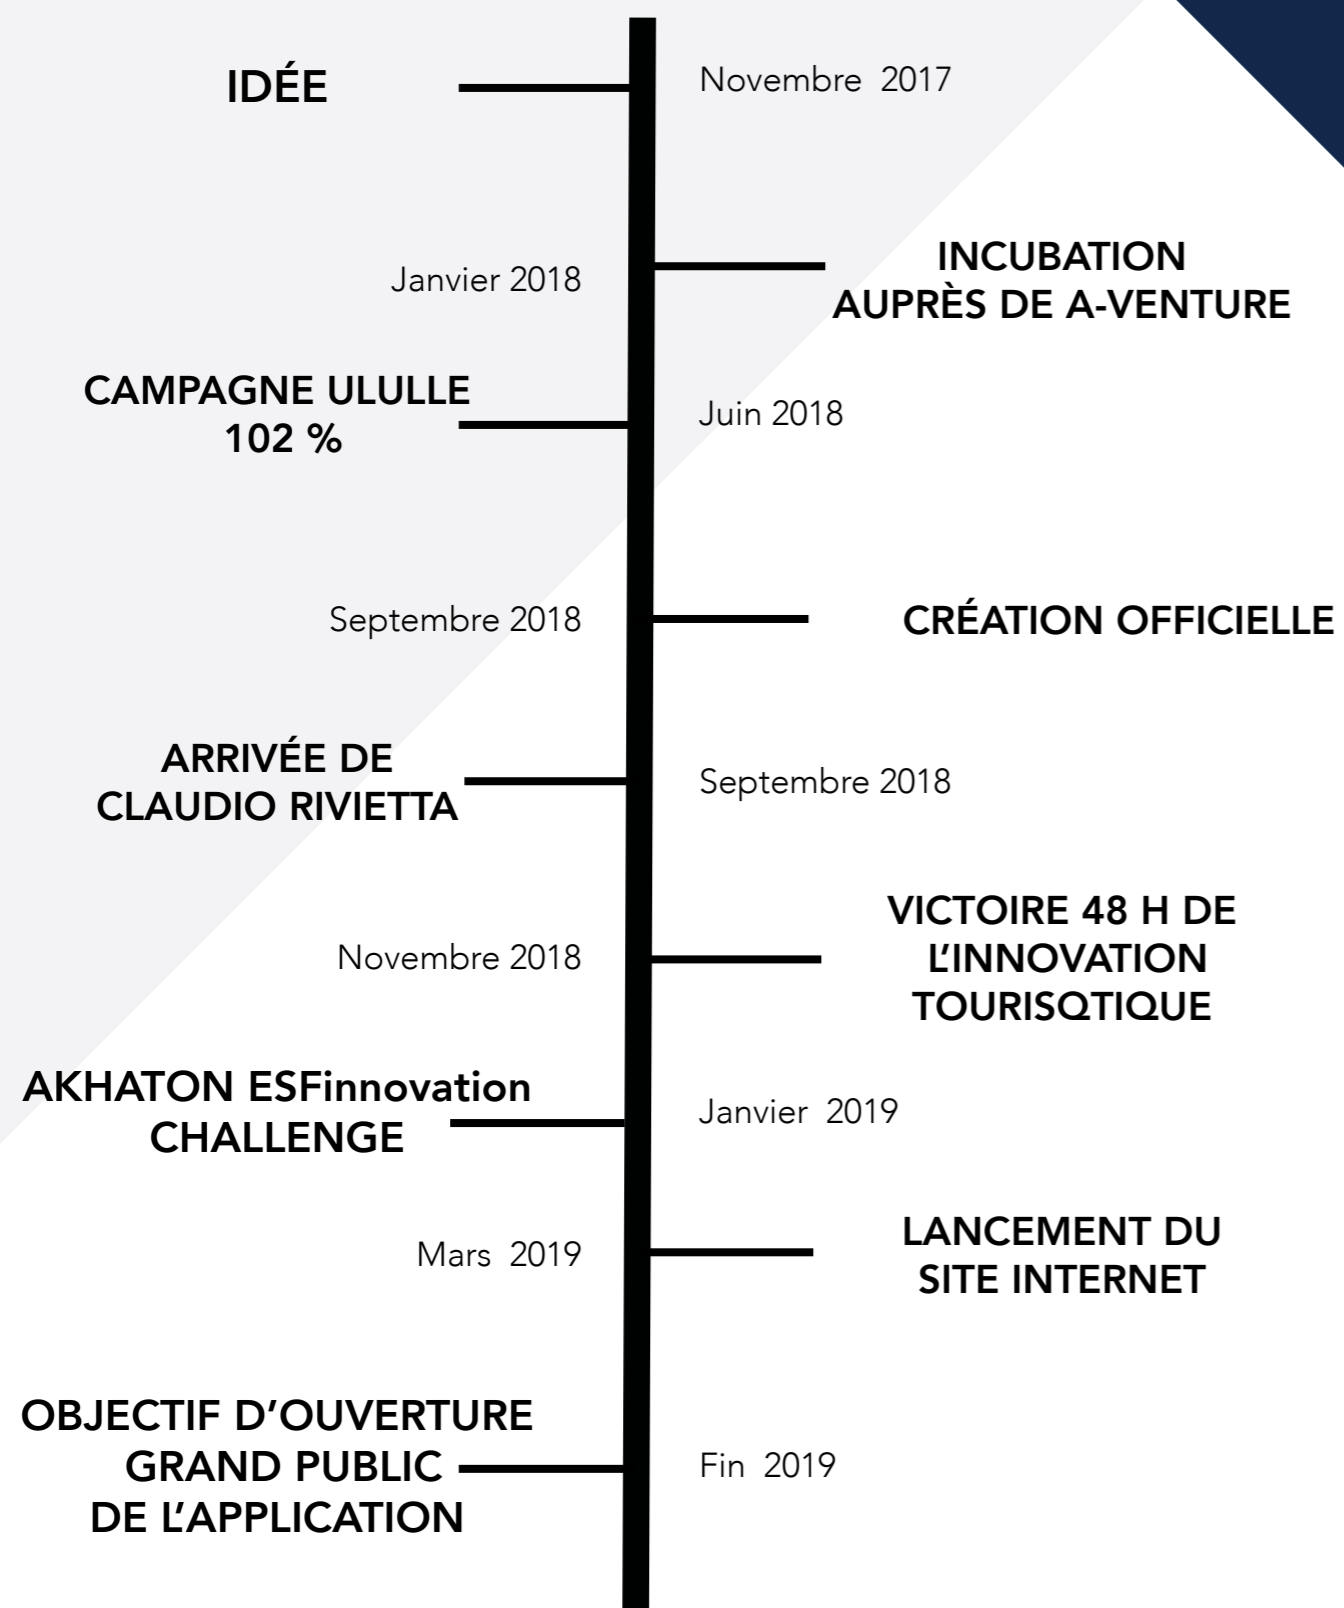 IDÉE
Novembre 2017
Janvier 2018
INCUBATION
AUPRÈS DE A-VENTURE
CAMPAGNE ULULLE
102 %
Juin 2018
Septembre 2018
CRÉATION OFFICIELLE
ARRIVÉE DE
CLAUDIO RIVIETTA
Septembre 2018
Novembre 2018
VICTOIRE 48 H DE
L’INNOVATION
TOURISQTIQUE
AKHATON ESFinnovation
CHALLENGE
Janvier 2019
Mars 2019
LANCEMENT DU
SITE INTERNET
OBJECTIF D’OUVERTURE
GRAND PUBLIC
DE L’APPLICATION
Fin 2019